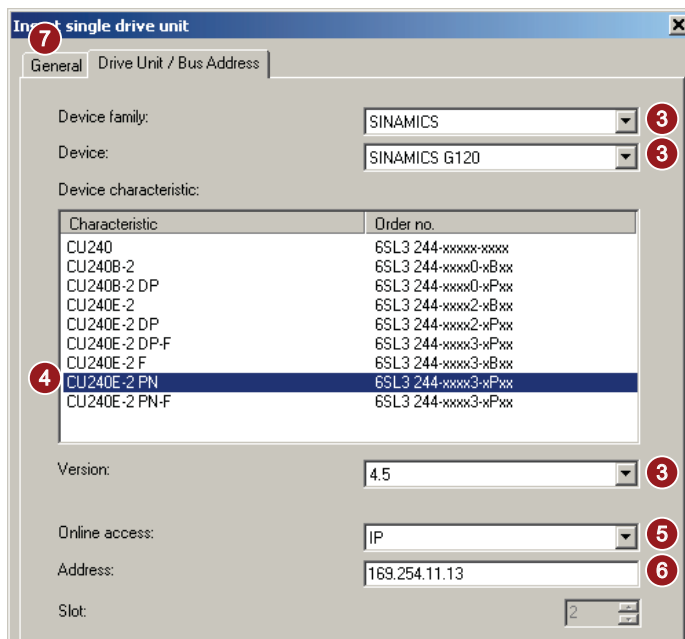 Insert single drive unit
7
General Drive Unit / Bus Address
Device family: SINAMICS 3
Device: SINAMICS G120 3
Device characteristic:
Characteristic Order no.
CU240 6SL3 244-xxxxx-xxxx
CU240B-2 6SL3 244-xxxx0-xBxx
CU240B-2 DP 6SL3 244-xxxx0-xPxx
CU240E-2 6SL3 244-xxxx2-xBxx
CU240E-2 DP 6SL3 244-xxxx2-xPxx
CU240E-2 DP-F 6SL3 244-xxxx3-xPxx
CU240E-2 F 6SL3 244-xxxx3-xBxx
4 CU240E-2 PN 6SL3 244-xxxx3-xPxx
CU240E-2 PN-F 6SL3 244-xxxx3-xPxx
Version: 4.5 3
Online access: IP 5
Address: 169.254.11.13 6
Slot: 2